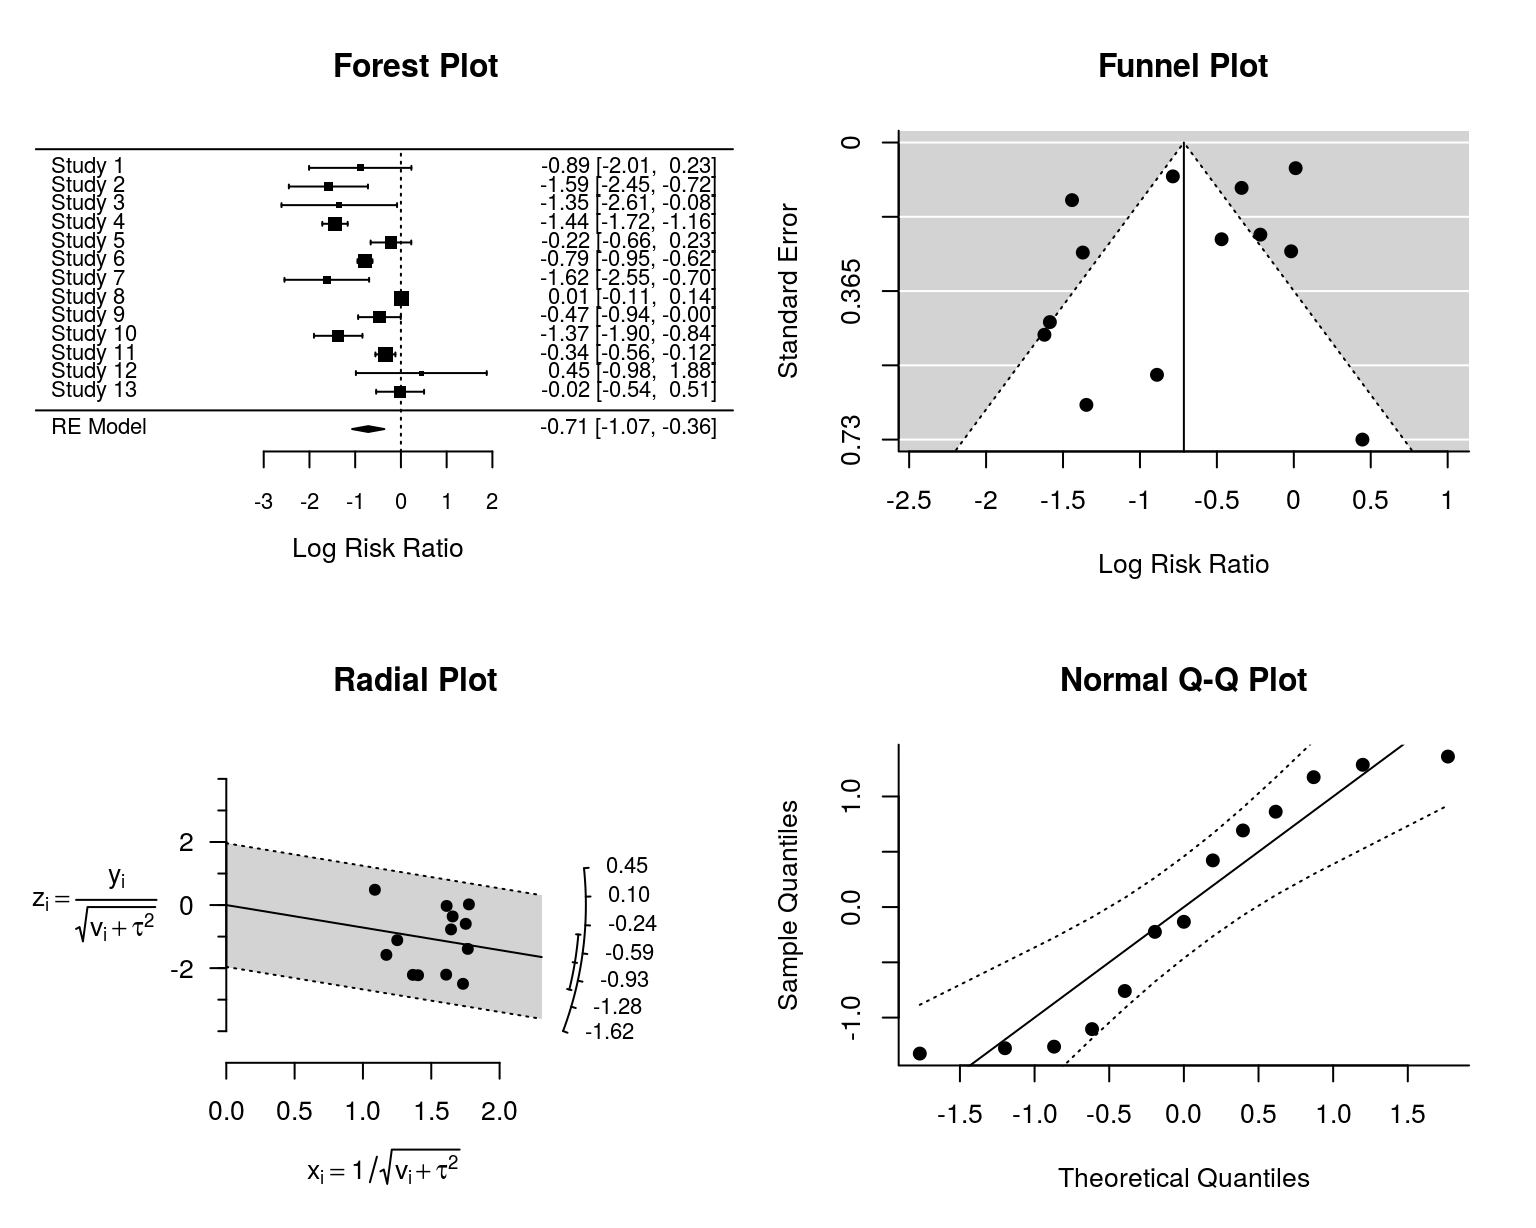 Forest Plot
Study 1 -0.89 [-2.01, 0.23]
Study 2 -1.59 [-2.45, -0.72]
Study 3 -1.35 [-2.61, -0.08]
Study 4 -1.44 [-1.72, -1.16]
Study 5 -0.22 [-0.66, 0.23]
Study 6 -0.79 [-0.95, -0.62]
Study 7 -1.62 [-2.55, -0.70]
Study 8 0.01 [-0.11, 0.14]
Study 9 -0.47 [-0.94, -0.00]
Study 10 -1.37 [-1.90, -0.84]
Study 11 -0.34 [-0.56, -0.12]
Study 12 0.45 [-0.98, 1.88]
Study 13 -0.02 [-0.54, 0.51]
RE Model -0.71 [-1.07, -0.36]
-3 -2 -1 0 1 2
Log Risk Ratio
Funnel Plot
Standard Error
0
0.365
0.73
-2.5 -2 -1.5 -1 -0.5 0 0.5 1
Log Risk Ratio
Radial Plot
z_i = y_i / √(v_i + τ²)
2
0
-2
0.45
0.10
-0.24
-0.59
-0.93
-1.28
-1.62
0.0 0.5 1.0 1.5 2.0
x_i = 1/√(v_i + τ²)
Normal Q-Q Plot
Sample Quantiles
1.0
0.0
-1.0
-1.5 -1.0 -0.5 0.0 0.5 1.0 1.5
Theoretical Quantiles